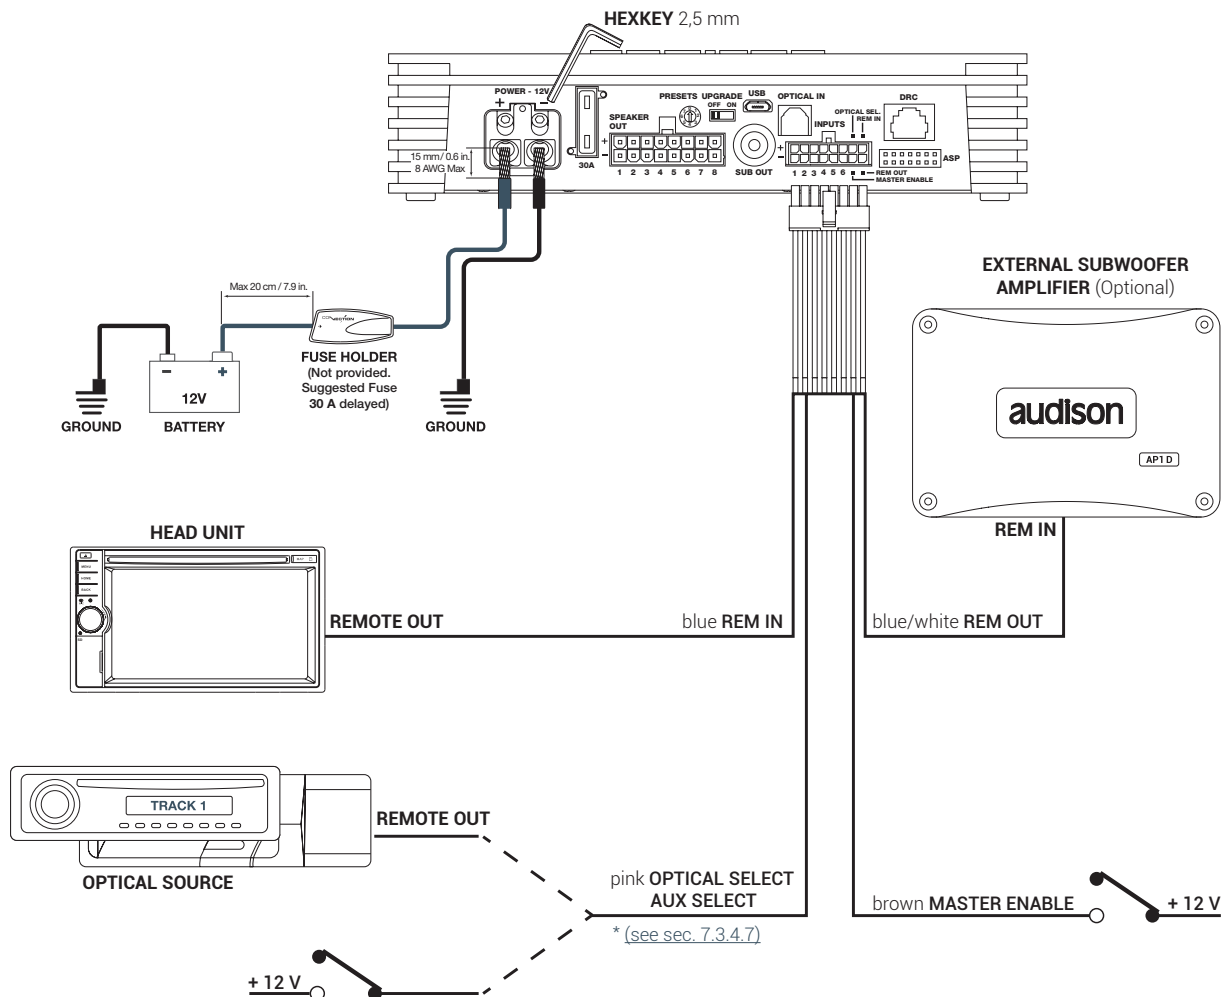 HEXKEY 2,5 mm
POWER - 12V
+ -
PRESETS UPGRADE USB OPTICAL IN DRC
OFF ON
OPTICAL SEL.
REM IN
SPEAKER
OUT
INPUTS
+
-
+
-
15 mm/ 0.6 in.
8 AWG Max
30A
ASP
1 2 3 4 5 6 7 8
SUB OUT
1 2 3 4 5 6
REM OUT
MASTER ENABLE
EXTERNAL SUBWOOFER
AMPLIFIER (Optional)
Max 20 cm / 7.9 in.
CONNECTION
+
FUSE HOLDER
(Not provided.
Suggested Fuse
30 A delayed)
- +
12V
GROUND
BATTERY
GROUND
audison
AP1 D
REM IN
HEAD UNIT
MENU
HOME
BACK
REMOTE OUT
blue REM IN
blue/white REM OUT
TRACK 1
REMOTE OUT
OPTICAL SOURCE
pink OPTICAL SELECT
AUX SELECT
* (see sec. 7.3.4.7)
brown MASTER ENABLE
+ 12 V
+ 12 V